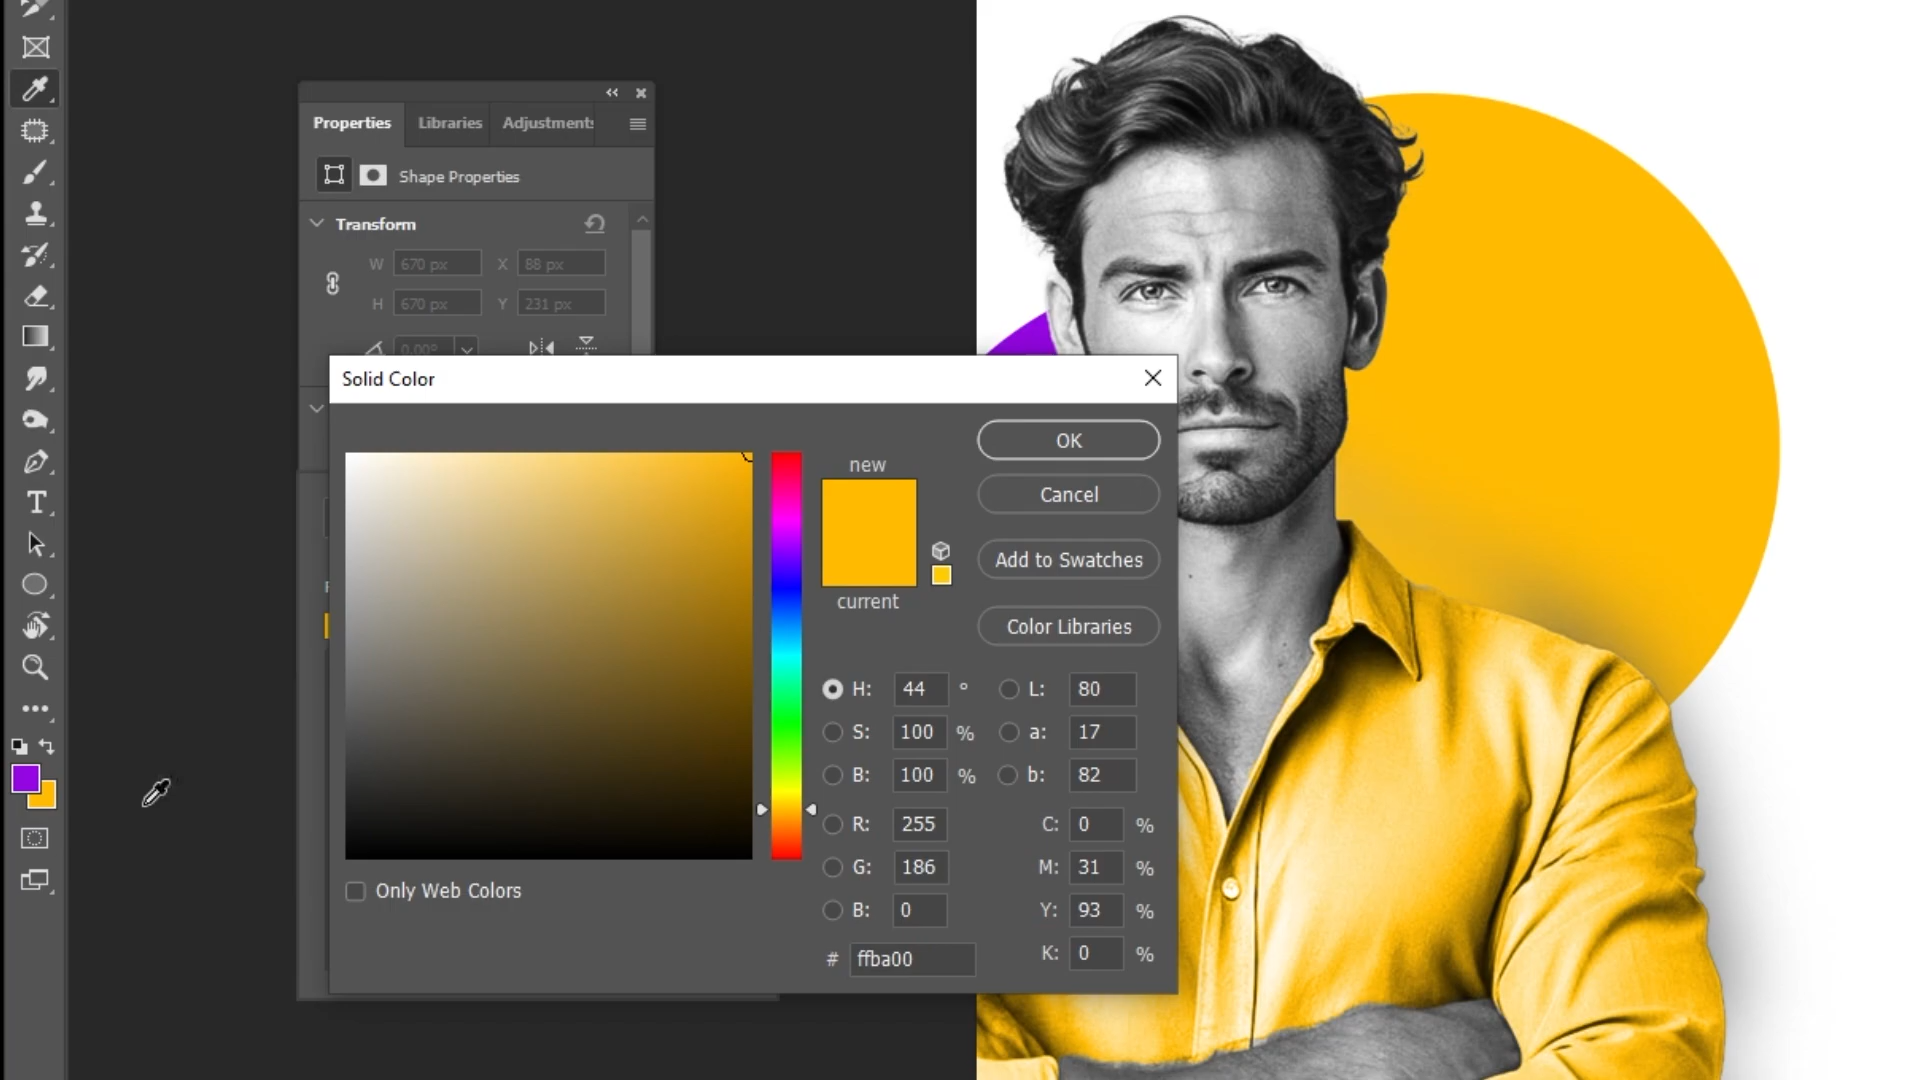 Properties
Libraries
Adjustments
Shape Properties
Transform
W 670 px X 88 px
H 670 px Y 231 px
0.00°
Solid Color
OK
new
Cancel
Add to Swatches
current
Color Libraries
H: 44 ° L: 80
S: 100 % a: 17
B: 100 % b: 82
R: 255 C: 0 %
G: 186 M: 31 %
B: 0 Y: 93 %
# ffba00 K: 0 %
Only Web Colors